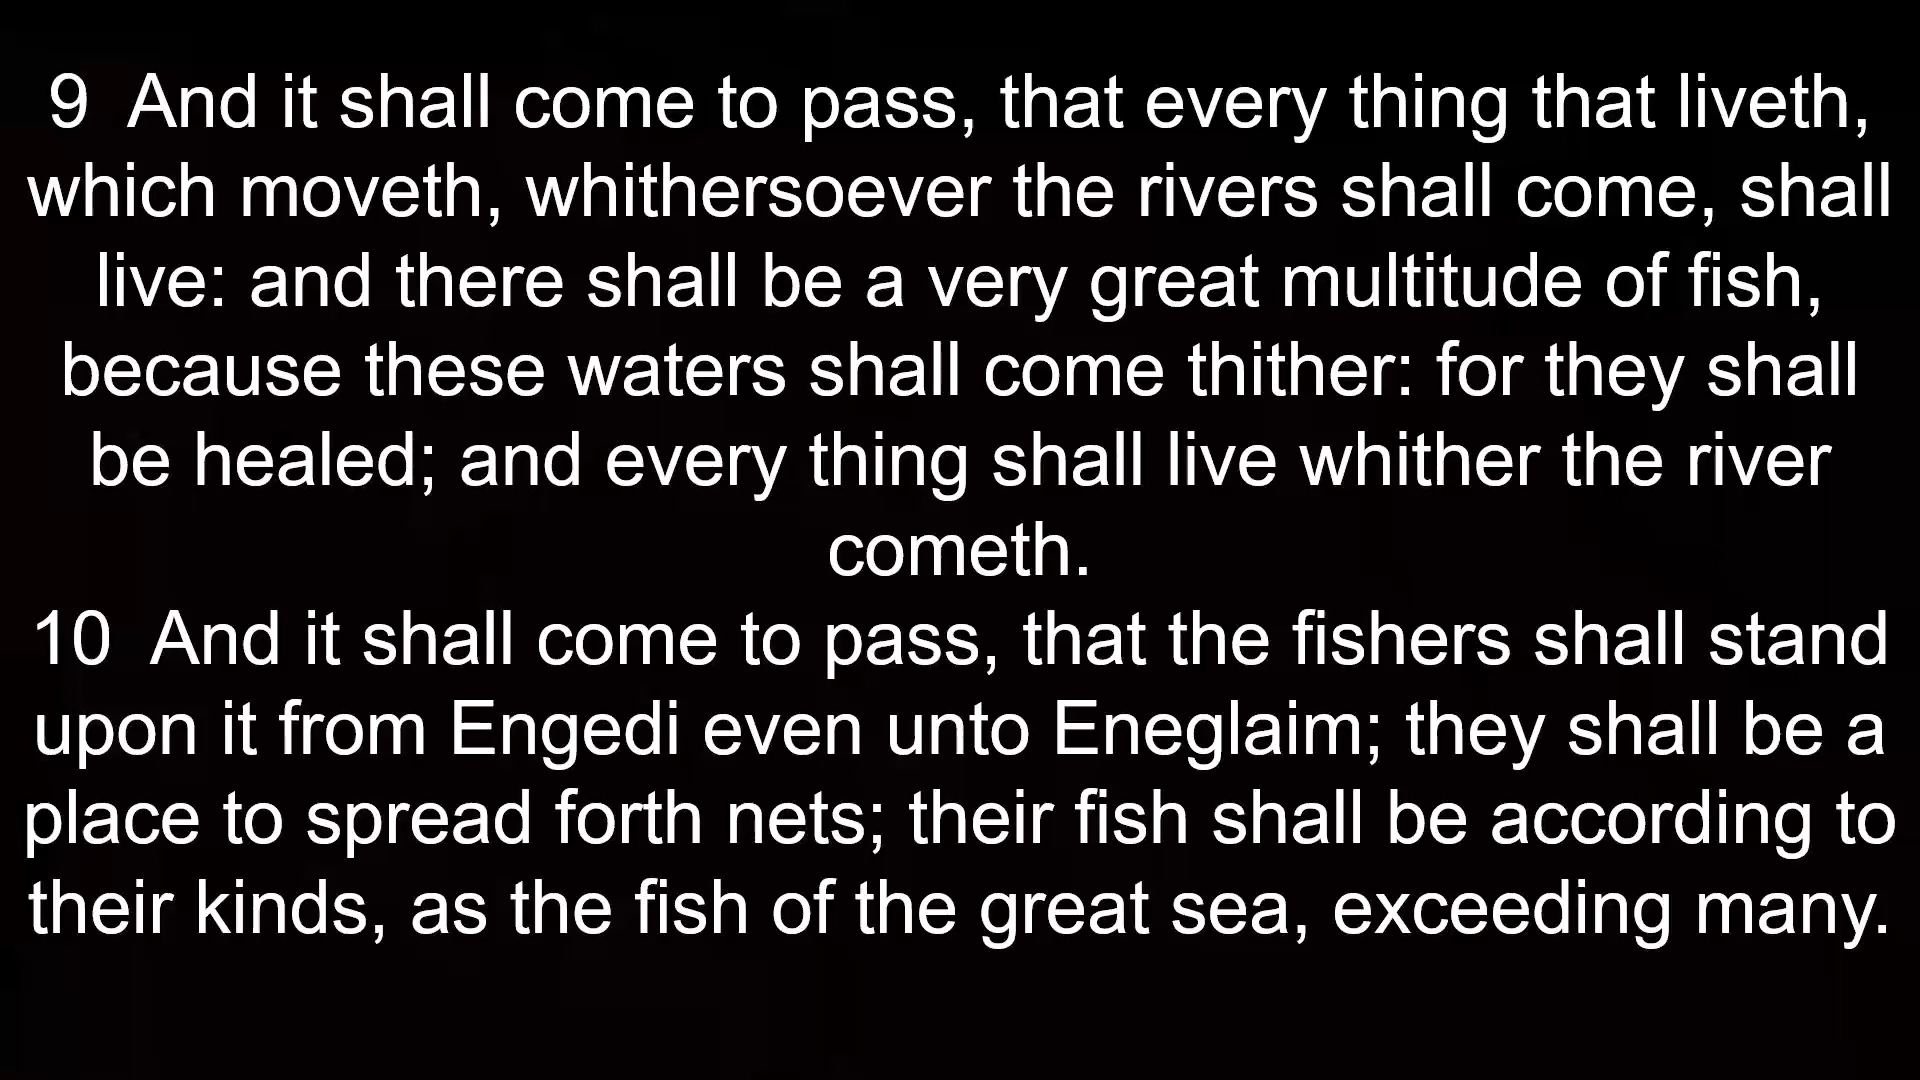 9  And it shall come to pass, that every thing that liveth,
which moveth, whithersoever the rivers shall come, shall
live: and there shall be a very great multitude of fish,
because these waters shall come thither: for they shall
be healed; and every thing shall live whither the river
cometh.
10  And it shall come to pass, that the fishers shall stand
upon it from Engedi even unto Eneglaim; they shall be a
place to spread forth nets; their fish shall be according to
their kinds, as the fish of the great sea, exceeding many.